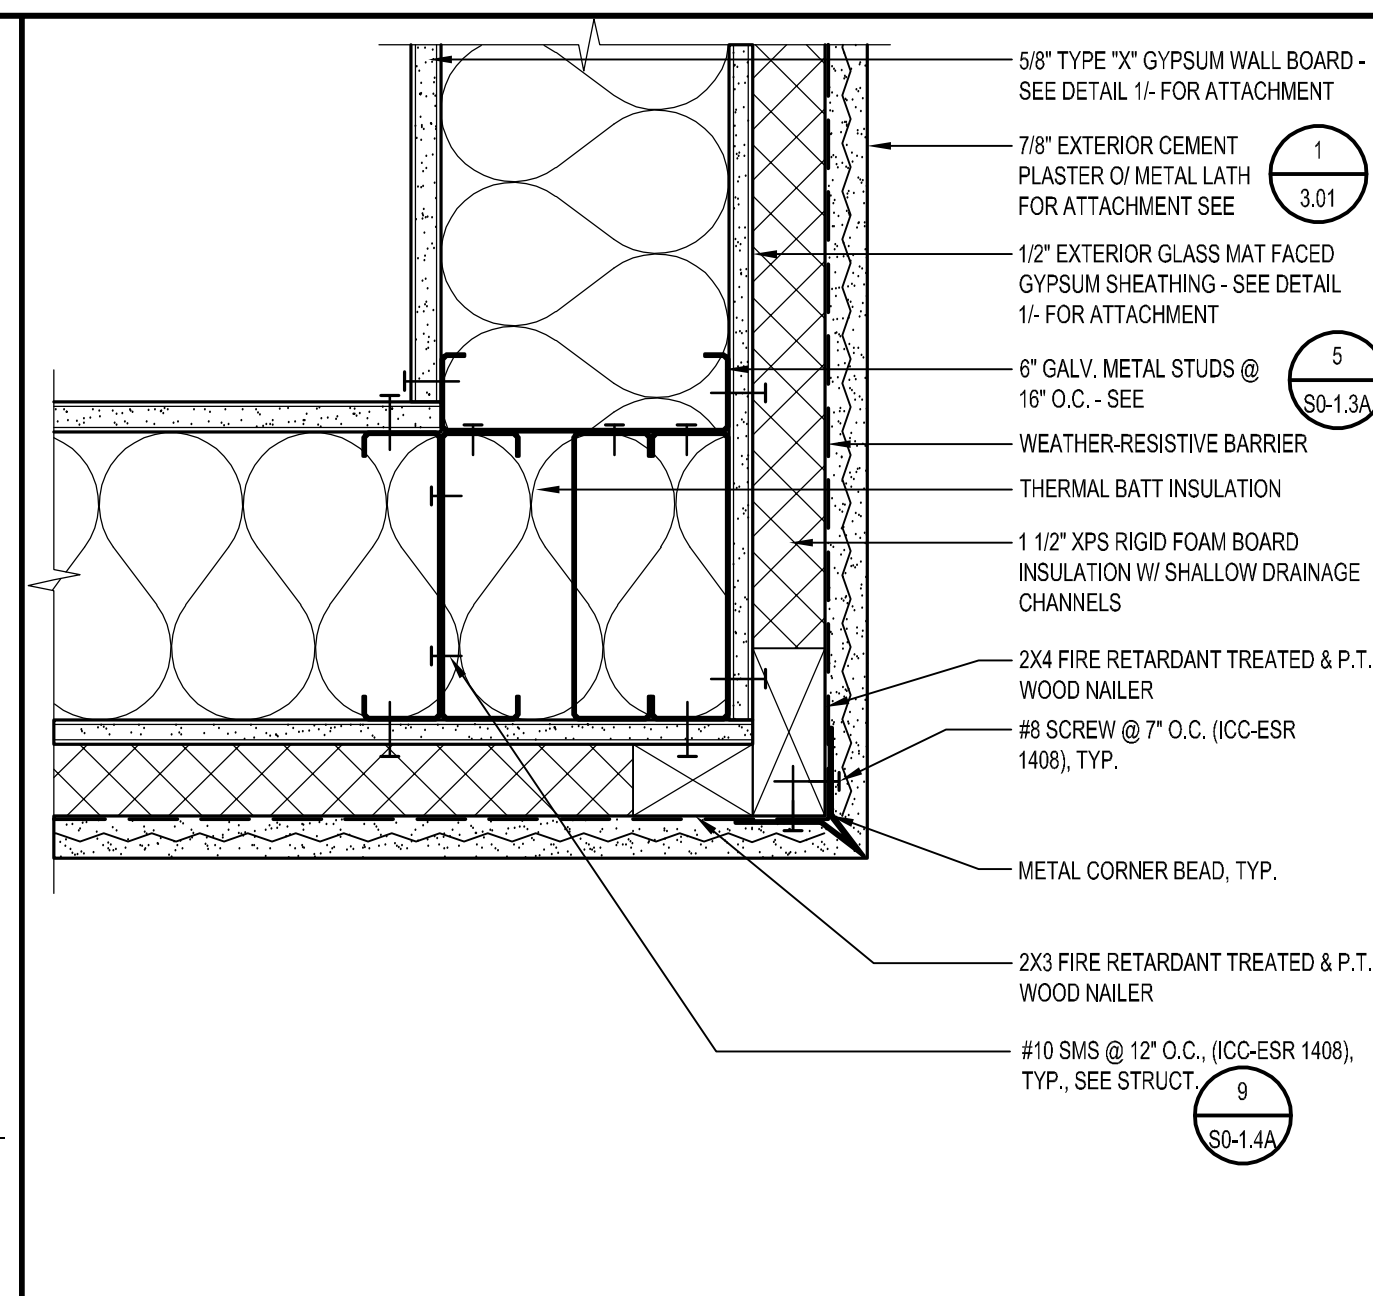 5/8" TYPE "X" GYPSUM WALL BOARD -
SEE DETAIL 1/- FOR ATTACHMENT
7/8" EXTERIOR CEMENT
PLASTER O/ METAL LATH
FOR ATTACHMENT SEE
1
3.01
1/2" EXTERIOR GLASS MAT FACED
GYPSUM SHEATHING - SEE DETAIL
1/- FOR ATTACHMENT
6" GALV. METAL STUDS @
16" O.C. - SEE
5
S0-1.3A
WEATHER-RESISTIVE BARRIER
THERMAL BATT INSULATION
1 1/2" XPS RIGID FOAM BOARD
INSULATION W/ SHALLOW DRAINAGE
CHANNELS
2X4 FIRE RETARDANT TREATED & P.T.
WOOD NAILER
#8 SCREW @ 7" O.C. (ICC-ESR
1408), TYP.
METAL CORNER BEAD, TYP.
2X3 FIRE RETARDANT TREATED & P.T.
WOOD NAILER
#10 SMS @ 12" O.C., (ICC-ESR 1408),
TYP., SEE STRUCT.
9
S0-1.4A